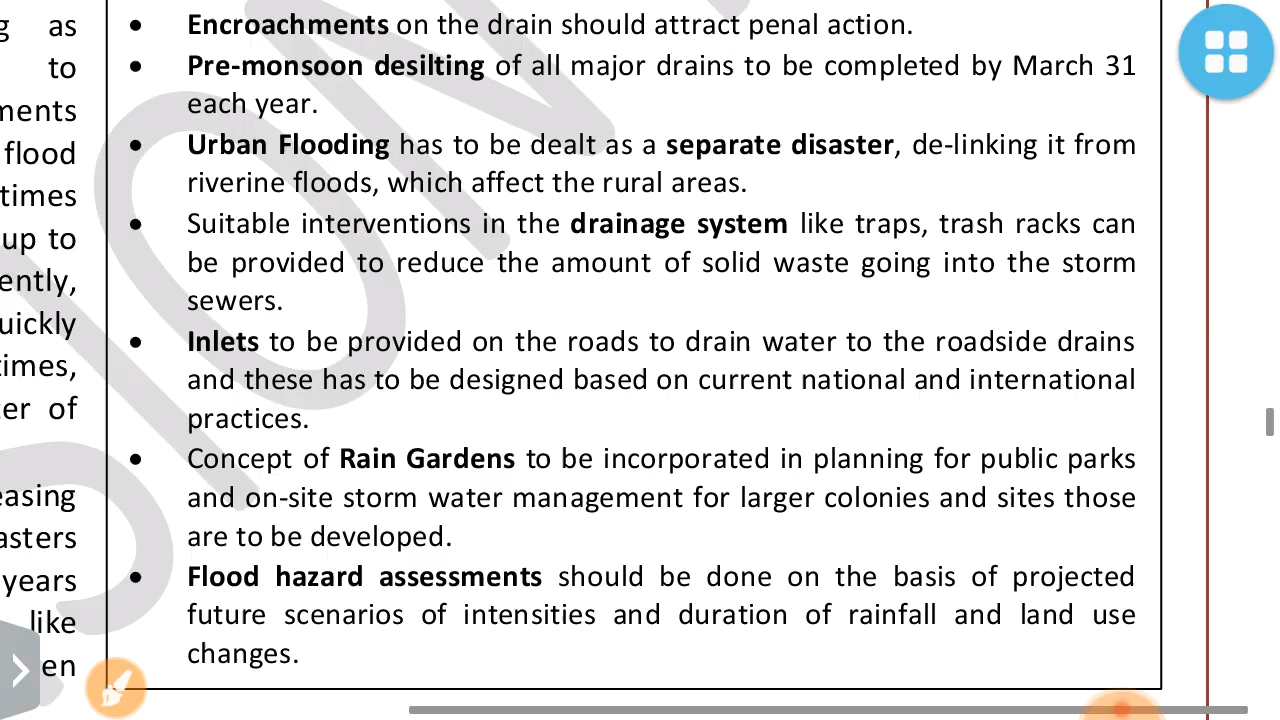 g as
to
ments
flood
times
up to
ently,
uickly
times,
er of
easing
asters
years
like
en
• Encroachments on the drain should attract penal action.
• Pre-monsoon desilting of all major drains to be completed by March 31
each year.
• Urban Flooding has to be dealt as a separate disaster, de-linking it from
riverine floods, which affect the rural areas.
• Suitable interventions in the drainage system like traps, trash racks can
be provided to reduce the amount of solid waste going into the storm
sewers.
• Inlets to be provided on the roads to drain water to the roadside drains
and these has to be designed based on current national and international
practices.
• Concept of Rain Gardens to be incorporated in planning for public parks
and on-site storm water management for larger colonies and sites those
are to be developed.
• Flood hazard assessments should be done on the basis of projected
future scenarios of intensities and duration of rainfall and land use
changes.